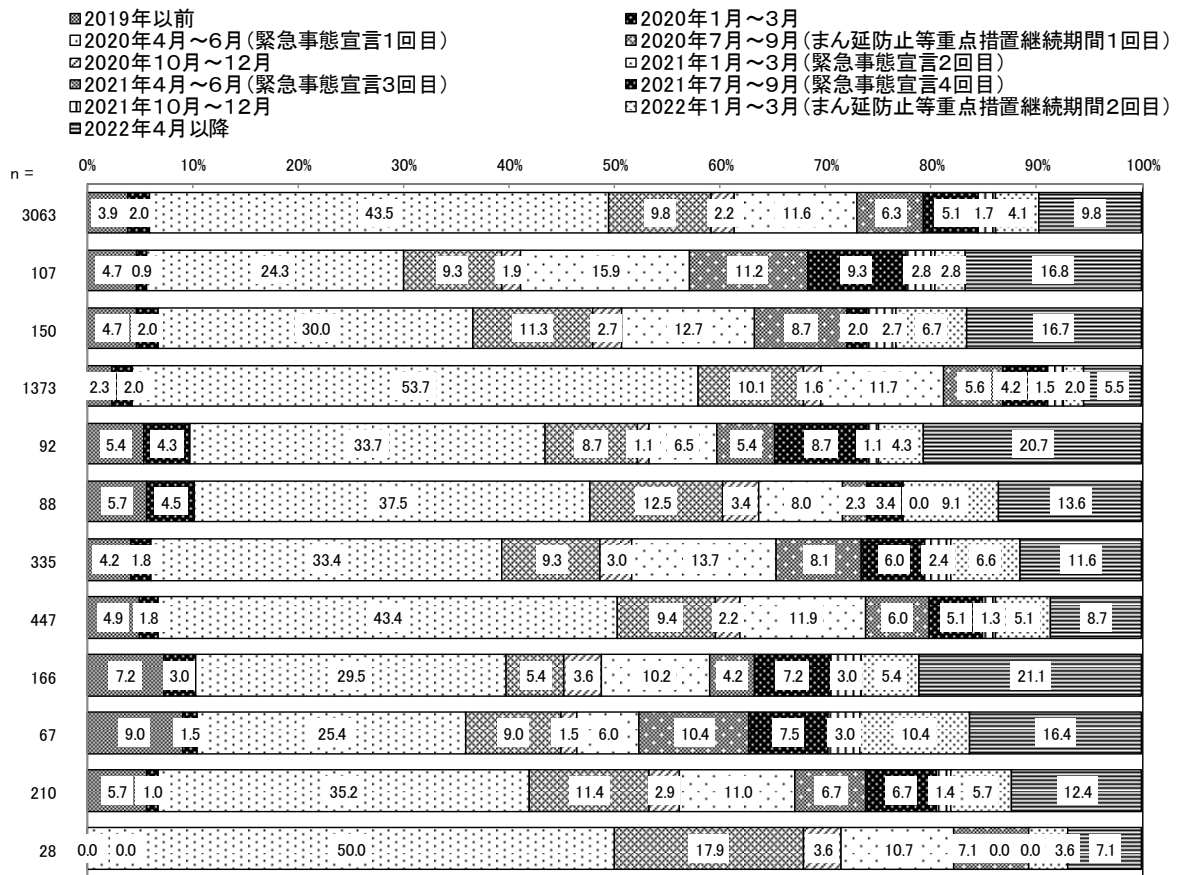 2019年以前 2020年1月～3月
2020年4月～6月(緊急事態宣言1回目) 2020年7月～9月(まん延防止等重点措置継続期間1回目)
2020年10月～12月 2021年1月～3月(緊急事態宣言2回目)
2021年4月～6月(緊急事態宣言3回目) 2021年7月～9月(緊急事態宣言4回目)
2021年10月～12月 2022年1月～3月(まん延防止等重点措置継続期間2回目)
2022年4月以降
n = 0% 10% 20% 30% 40% 50% 60% 70% 80% 90% 100%
3063 3.9 2.0 43.5 9.8 2.2 11.6 6.3 5.1 1.7 4.1 9.8
107 4.7 0.9 24.3 9.3 1.9 15.9 11.2 9.3 2.8 2.8 16.8
150 4.7 2.0 30.0 11.3 2.7 12.7 8.7 2.0 2.7 6.7 16.7
1373 2.3 2.0 53.7 10.1 1.6 11.7 5.6 4.2 1.5 2.0 5.5
92 5.4 4.3 33.7 8.7 1.1 6.5 5.4 8.7 1.1 4.3 20.7
88 5.7 4.5 37.5 12.5 3.4 8.0 2.3 3.4 0.0 9.1 13.6
335 4.2 1.8 33.4 9.3 3.0 13.7 8.1 6.0 2.4 6.6 11.6
447 4.9 1.8 43.4 9.4 2.2 11.9 6.0 5.1 1.3 5.1 8.7
166 7.2 3.0 29.5 5.4 3.6 10.2 4.2 7.2 3.0 5.4 21.1
67 9.0 1.5 25.4 9.0 1.5 6.0 10.4 7.5 3.0 10.4 16.4
210 5.7 1.0 35.2 11.4 2.9 11.0 6.7 6.7 1.4 5.7 12.4
28 0.0 0.0 50.0 17.9 3.6 10.7 7.1 0.0 0.0 3.6 7.1